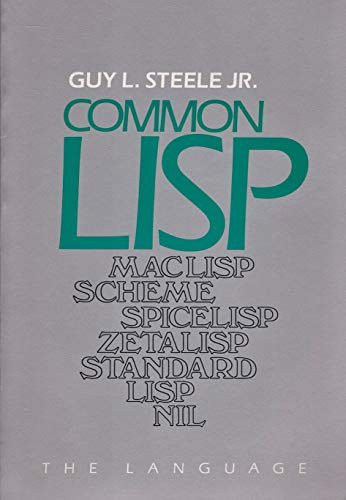 GUY L. STEELE JR.
COMMON
LISP
MACLISP
SCHEME
SPICELISP
ZETALISP
STANDARD
LISP
NIL
THE LANGUAGE